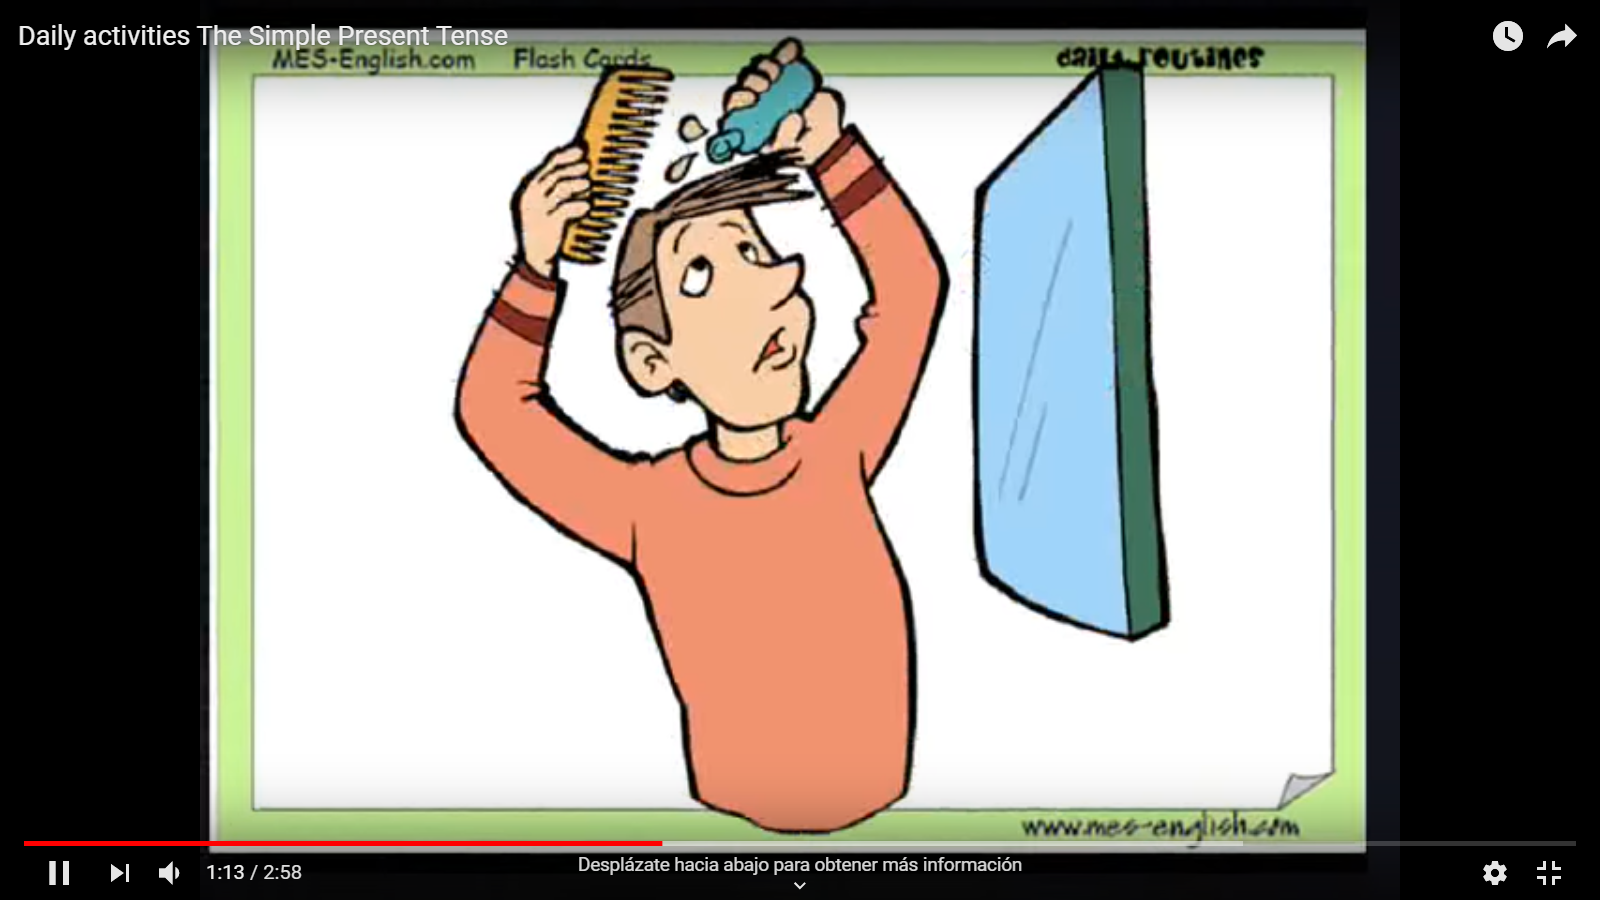 Daily activities The Simple Present Tense
MES-English.com Flash Cards daily routines
www.mes-english.com
1:13 / 2:58
Desplázate hacia abajo para obtener más información